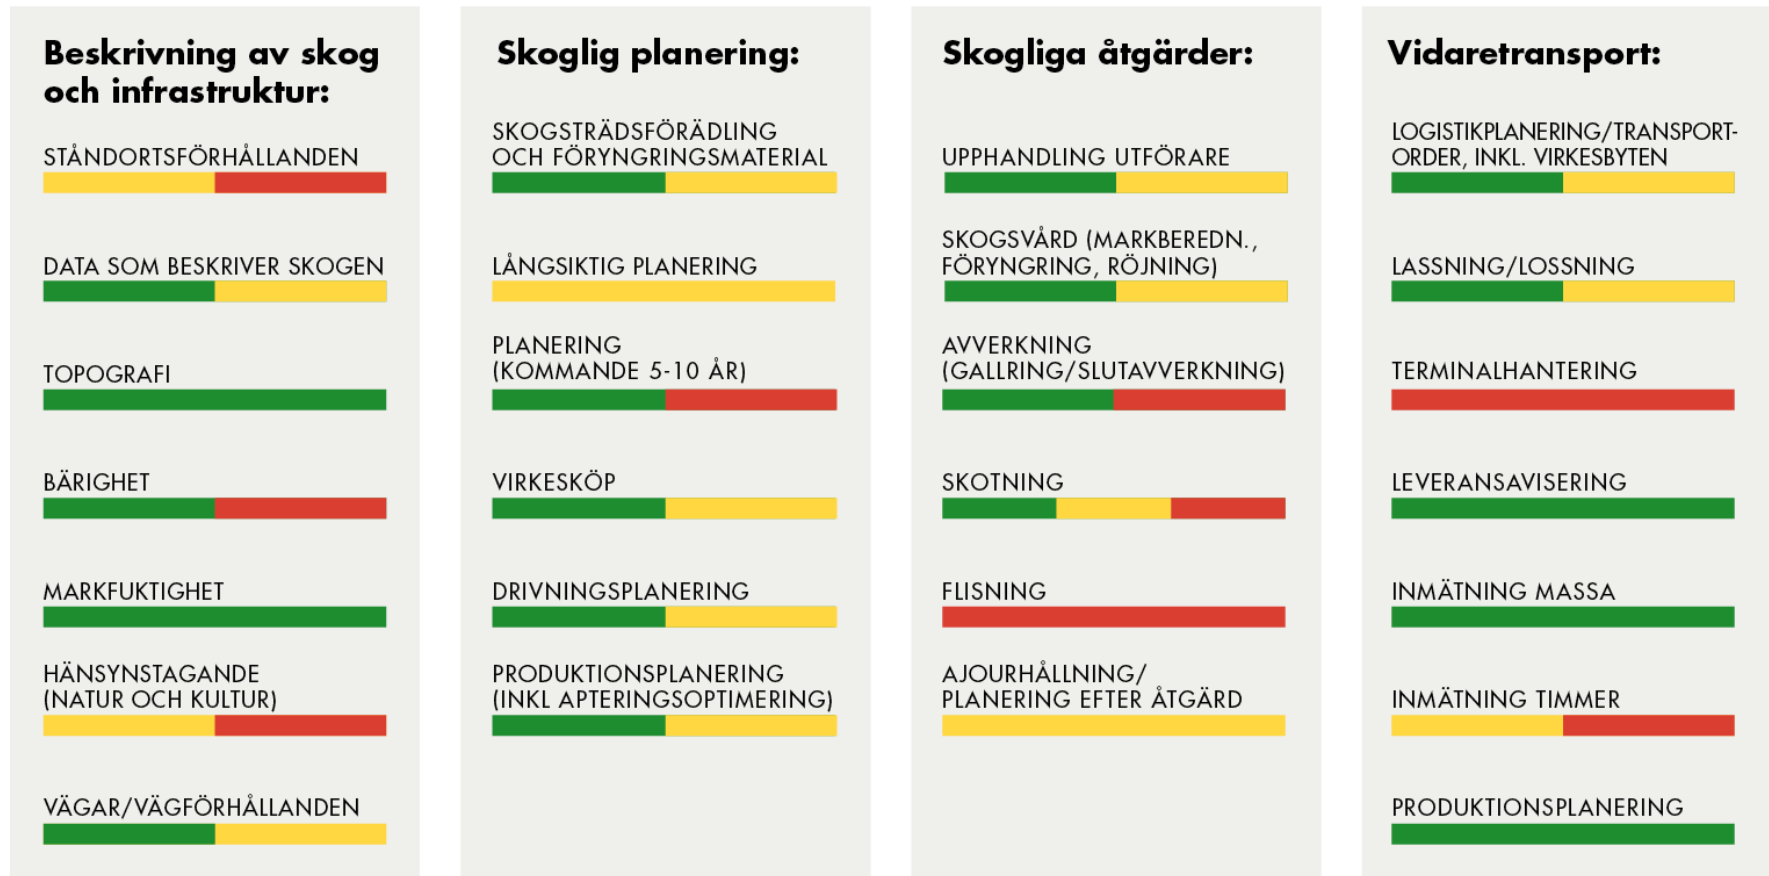 Beskrivning av skog
och infrastruktur:
STÅNDORTSFÖRHÅLLANDEN
DATA SOM BESKRIVER SKOGEN
TOPOGRAFI
BÄRIGHET
MARKFUKTIGHET
HÄNSYNSTAGANDE
(NATUR OCH KULTUR)
VÄGAR/VÄGFÖRHÅLLANDEN
Skoglig planering:
SKOGSTRÄDSFÖRÄDLING
OCH FÖRYNGRINGSMATERIAL
LÅNGSIKTIG PLANERING
PLANERING
(KOMMANDE 5-10 ÅR)
VIRKESKÖP
DRIVNINGSPLANERING
PRODUKTIONSPLANERING
(INKL APTERINGSOPTIMERING)
Skogliga åtgärder:
UPPHANDLING UTFÖRARE
SKOGSVÅRD (MARKBEREDN.,
FÖRYNGRING, RÖJNING)
AVVERKNING
(GALLRING/SLUTAVVERKNING)
SKOTNING
FLISNING
AJOURHÅLLNING/
PLANERING EFTER ÅTGÄRD
Vidaretransport:
LOGISTIKPLANERING/TRANSPORT-
ORDER, INKL. VIRKESBYTEN
LASSNING/LOSSNING
TERMINALHANTERING
LEVERANSAVISERING
INMÄTNING MASSA
INMÄTNING TIMMER
PRODUKTIONSPLANERING